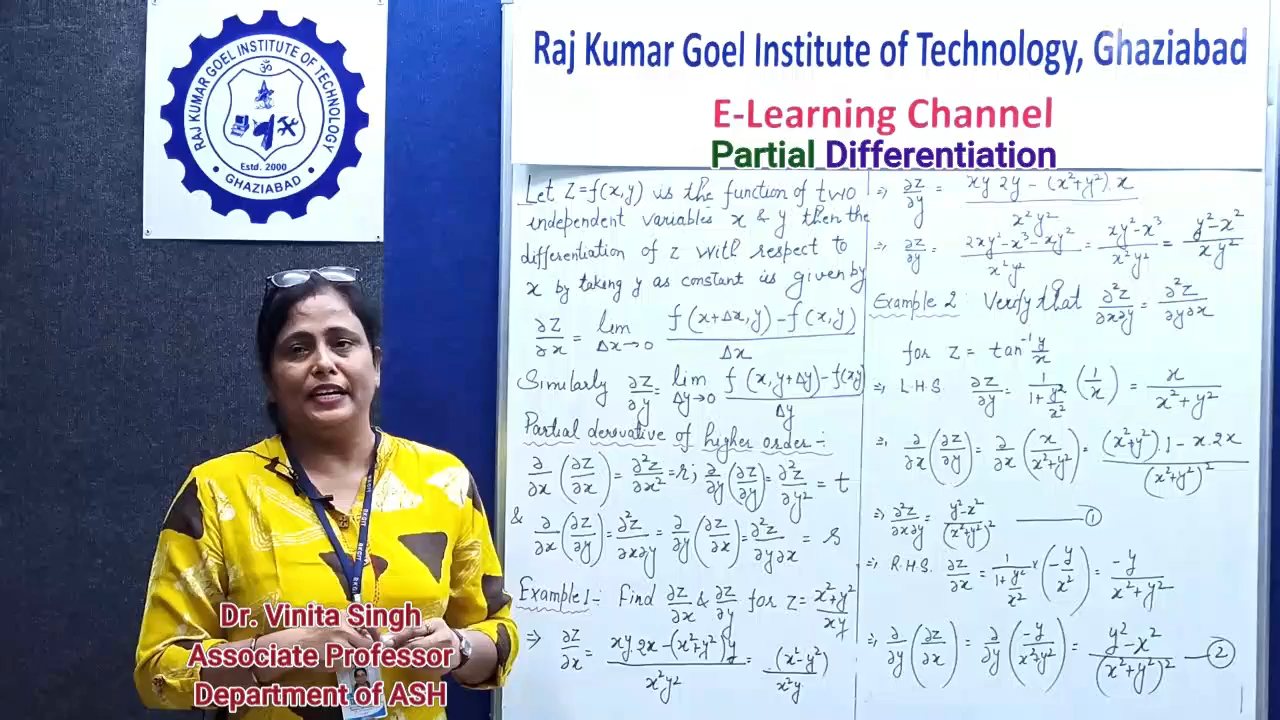 RAJ KUMAR GOEL INSTITUTE OF TECHNOLOGY
Estd. 2000
GHAZIABAD
Raj Kumar Goel Institute of Technology, Ghaziabad
E-Learning Channel
Partial Differentiation
Let Z=f(x,y) is the function of two
independent variables x & y then the
differentiation of z with respect to
x by taking y as constant is given by
∂z/∂x = lim Δx→0 f(x+Δx,y)-f(x,y)/Δx
Similarly ∂z/∂y = lim Δy→0 f(x,y+Δy)-f(x,y)/Δy
Partial derivative of higher order:-
∂/∂x (∂z/∂x) = ∂²z/∂x² = r; ∂/∂y (∂z/∂y) = ∂²z/∂y² = t
& ∂/∂x (∂z/∂y) = ∂²z/∂x∂y = ∂/∂y (∂z/∂x) = ∂²z/∂y∂x = s
Example 1:- Find ∂z/∂x & ∂z/∂y for z = x²+y²/xy
⇒ ∂z/∂x = xy.2x-(x²+y²)y/x²y² = (x²-y²)/x²y
⇒ ∂z/∂y = xy 2y-(x²+y²).x/x²y²
⇒ ∂z/∂y = 2xy²-x³-xy²/x²y² = xy²-x³/x²y² = y²-x²/xy²
Example 2: Verify that ∂²z/∂x∂y = ∂²z/∂y∂x
for z = tan⁻¹ y/x
⇒ L.H.S. ∂z/∂y = 1/1+y²/x² (1/x) = x/x²+y²
⇒ ∂/∂x (∂z/∂y) = ∂/∂x (x/x²+y²) = (x²+y²).1-x.2x/(x²+y²)²
⇒ ∂²z/∂x∂y = y²-x²/(x²+y²)² — ①
⇒ R.H.S. ∂z/∂x = 1/1+y²/x² × (-y/x²) = -y/x²+y²
⇒ ∂/∂y (∂z/∂x) = ∂/∂y (-y/x²+y²) = y²-x²/(x²+y²)² — ②
RKGIT
Dr. Vinita Singh
Associate Professor
Department of ASH